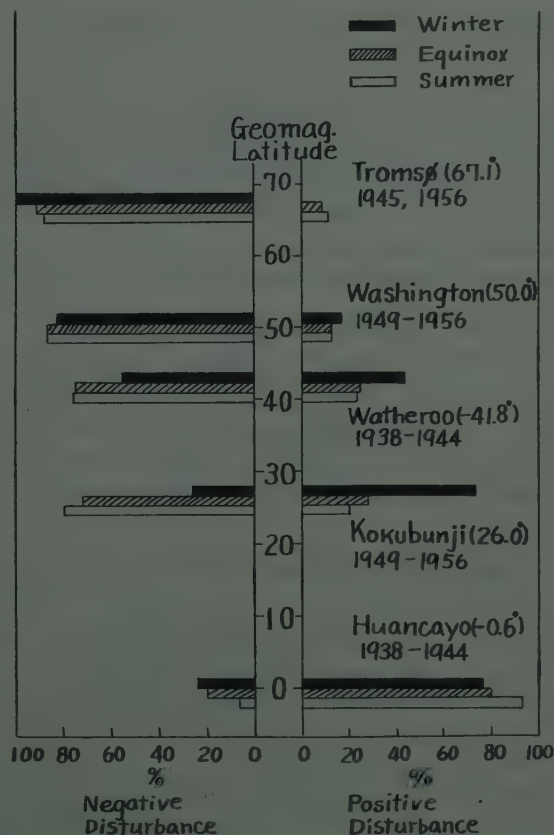 Winter
Equinox
Summer
Geomag.
Latitude
70
60
50
40
30
20
10
0
Tromsø (67.1°)
1945, 1956
Washington (50.0°)
1949-1956
Watheroo (-41.8°)
1938-1944
Kokubunji (26.0°)
1949-1956
Huancayo (-0.6°)
1938-1944
100 80 60 40 20 0 0 20 40 60 80 100
% %
Negative Positive
Disturbance Disturbance